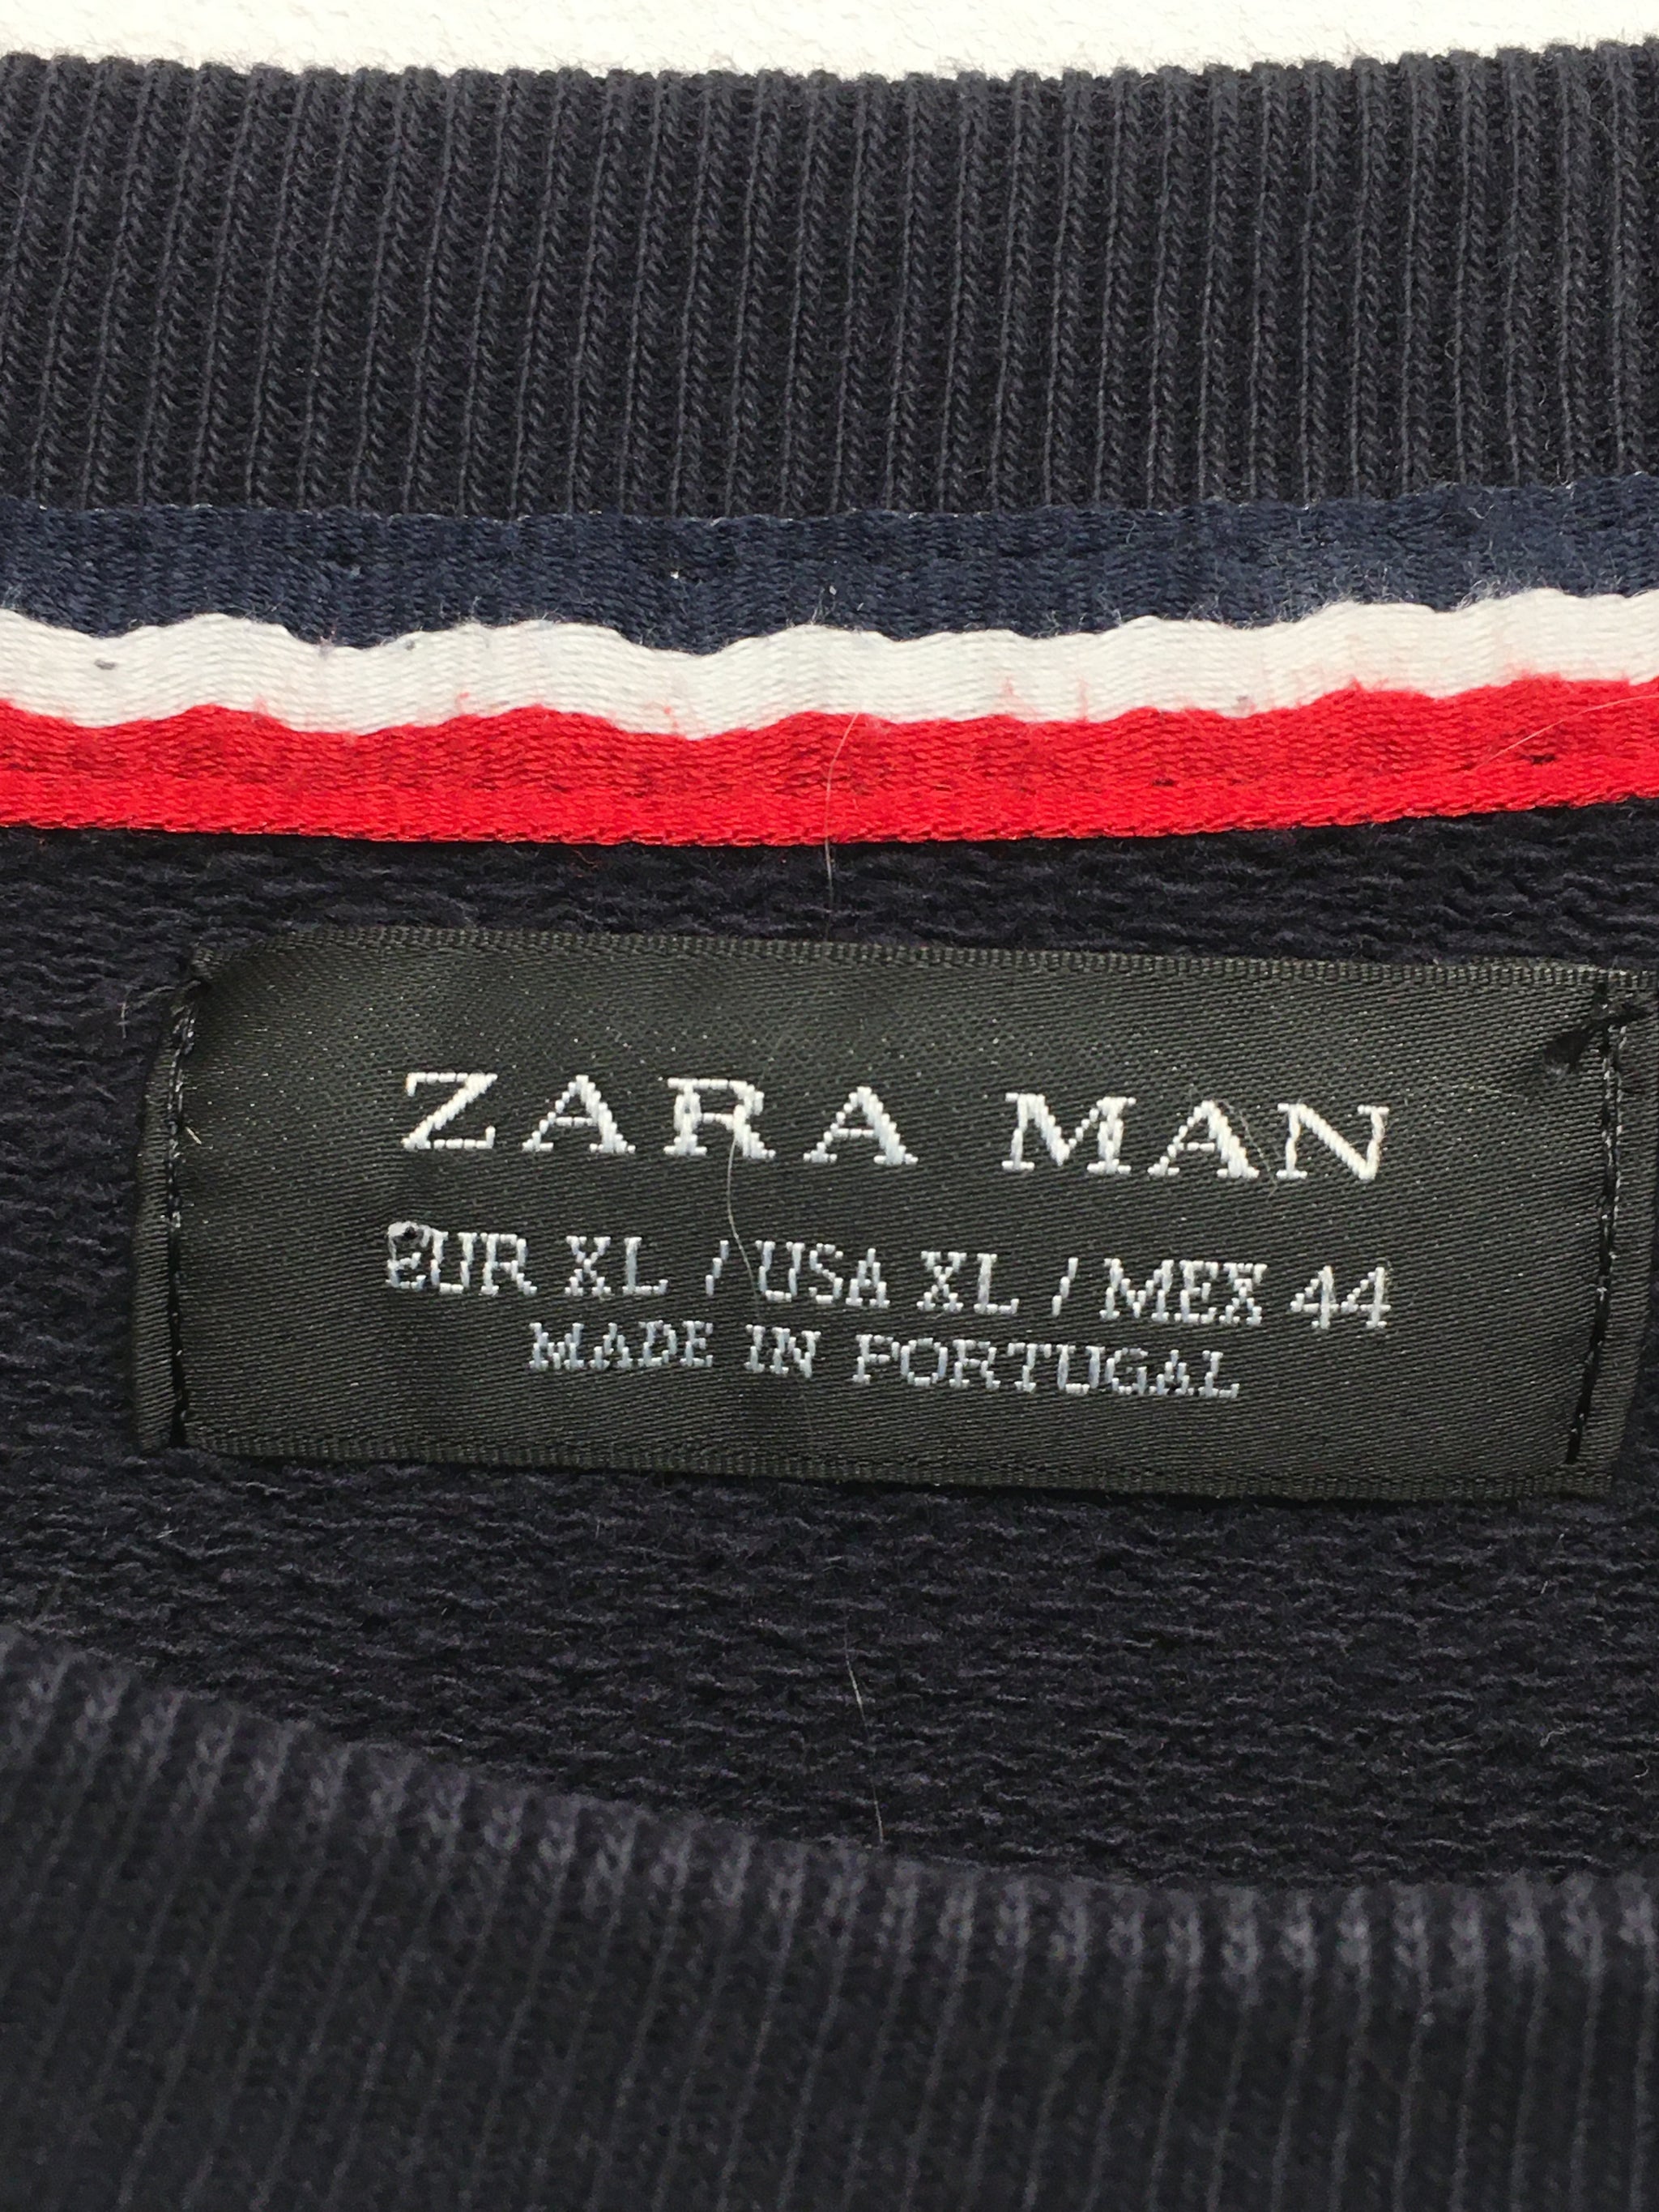 ZARA MAN
EUR XL / USA XL / MEX 44
MADE IN PORTUGAL